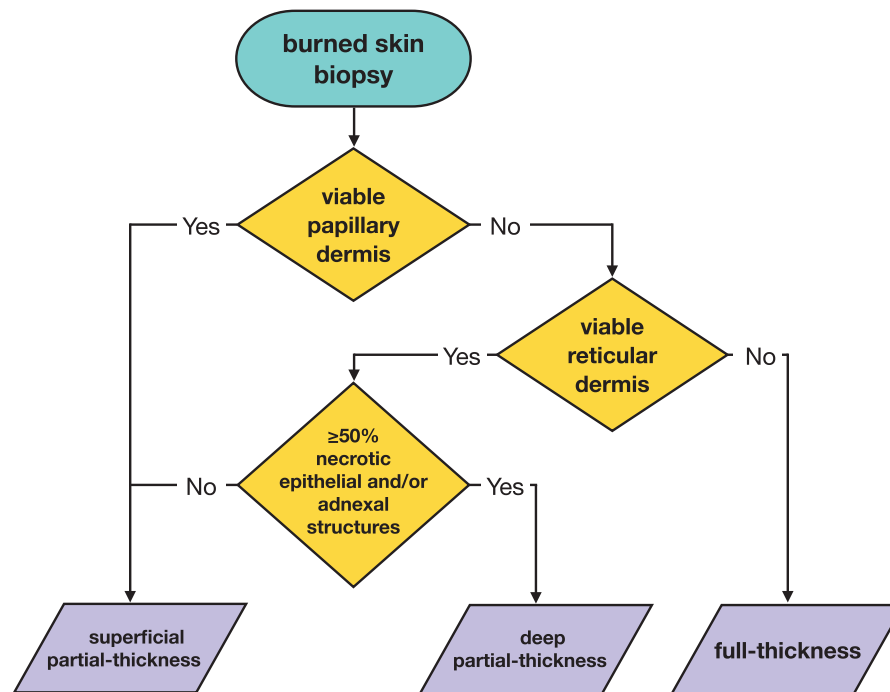 burned skin
biopsy
viable
papillary
dermis
Yes
No
viable
reticular
dermis
Yes
No
≥50%
necrotic
epithelial and/or
adnexal
structures
No
Yes
superficial
partial-thickness
deep
partial-thickness
full-thickness